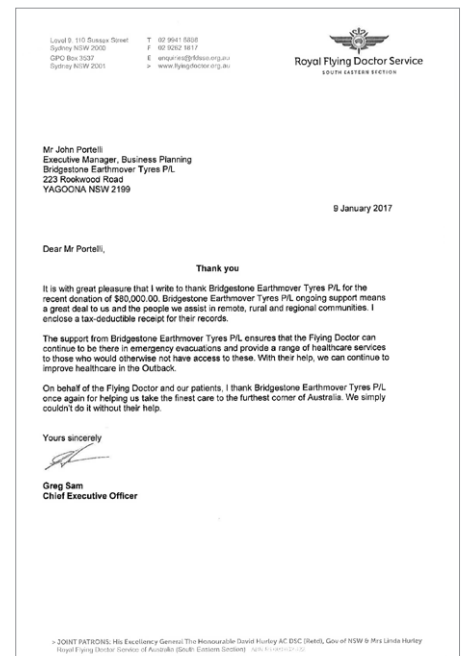 Level 9, 110 Sussex Street
Sydney NSW 2000
GPO Box 3537
Sydney NSW 2001
T 02 9941 8888
F 02 9262 1817
E enquiries@rfdsse.org.au
> www.flyingdoctor.org.au
Royal Flying Doctor Service
SOUTH EASTERN SECTION
Mr John Portelli
Executive Manager, Business Planning
Bridgestone Earthmover Tyres P/L
223 Rookwood Road
YAGOONA NSW 2199
9 January 2017
Dear Mr Portelli,
Thank you
It is with great pleasure that I write to thank Bridgestone Earthmover Tyres P/L for the
recent donation of $80,000.00. Bridgestone Earthmover Tyres P/L ongoing support means
a great deal to us and the people we assist in remote, rural and regional communities. I
enclose a tax-deductible receipt for their records.
The support from Bridgestone Earthmover Tyres P/L ensures that the Flying Doctor can
continue to be there in emergency evacuations and provide a range of healthcare services
to those who would otherwise not have access to these. With their help, we can continue to
improve healthcare in the Outback.
On behalf of the Flying Doctor and our patients, I thank Bridgestone Earthmover Tyres P/L
once again for helping us take the finest care to the furthest corner of Australia. We simply
couldn't do it without their help.
Yours sincerely
Greg Sam
Chief Executive Officer
> JOINT PATRONS: His Excellency General The Honourable David Hurley AC DSC (Retd), Gov of NSW & Mrs Linda Hurley
Royal Flying Doctor Service of Australia (South Eastern Section)